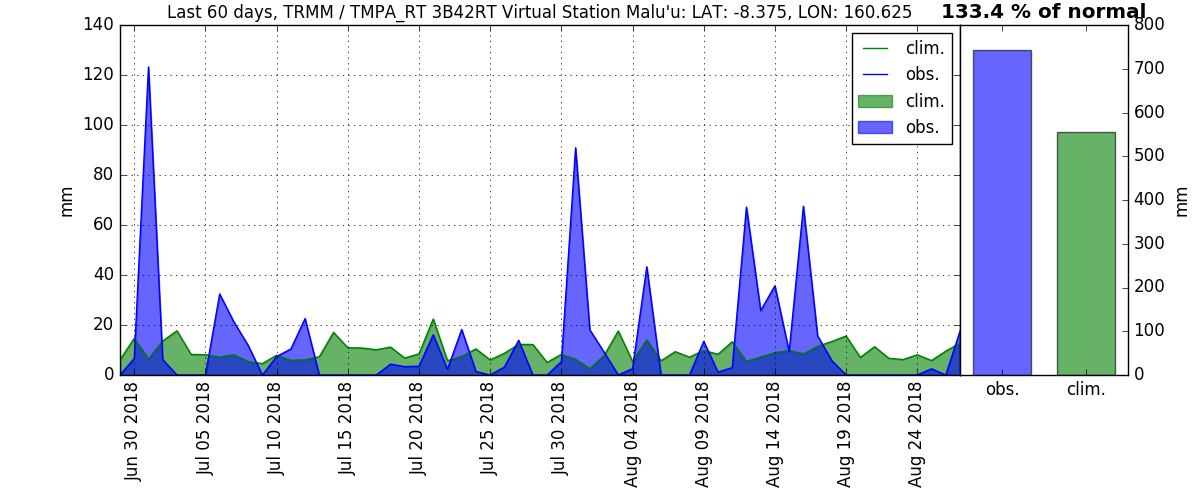 Last 60 days, TRMM / TMPA_RT 3B42RT Virtual Station Malu'u: LAT: -8.375, LON: 160.625
133.4 % of normal
140
120
100
80
60
40
20
0
mm
clim.
obs.
clim.
obs.
Jun 30 2018
Jul 05 2018
Jul 10 2018
Jul 15 2018
Jul 20 2018
Jul 25 2018
Jul 30 2018
Aug 04 2018
Aug 09 2018
Aug 14 2018
Aug 19 2018
Aug 24 2018
800
700
600
500
400
300
200
100
0
mm
obs.
clim.